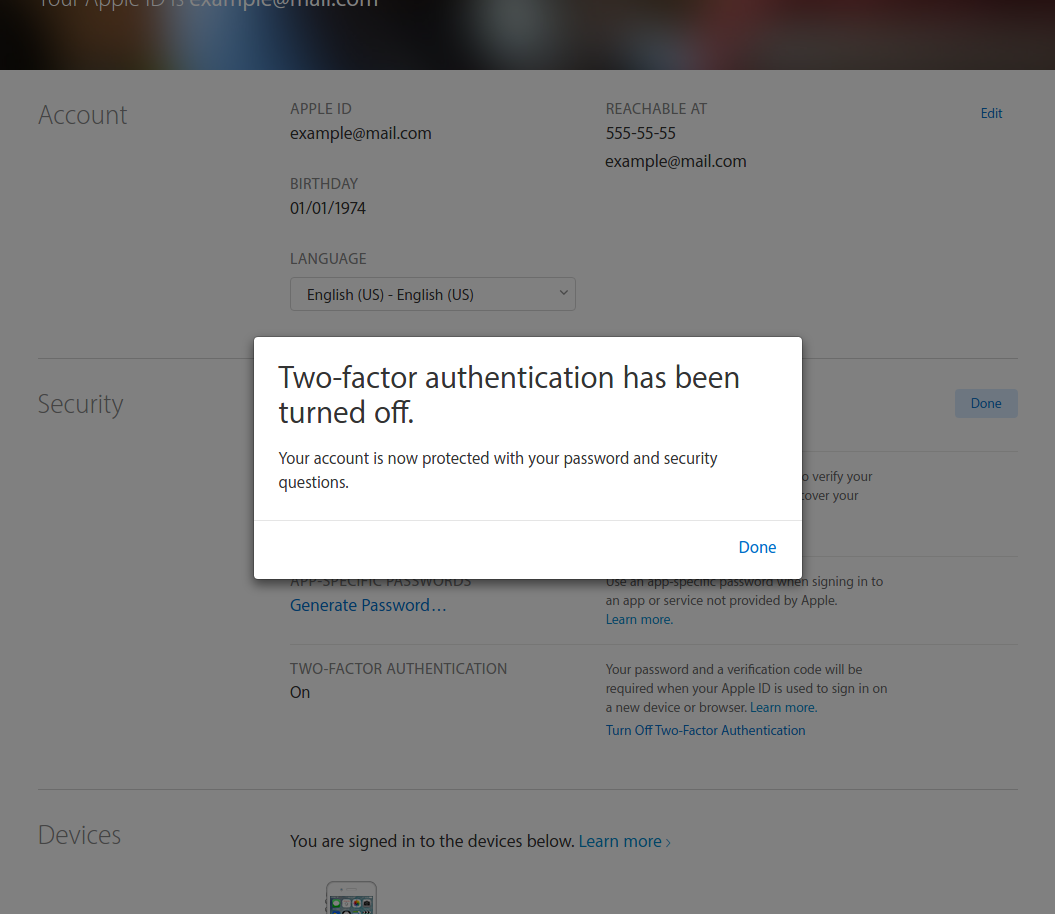 Your Apple ID is example@mail.com
Account
APPLE ID
example@mail.com
BIRTHDAY
01/01/1974
LANGUAGE
English (US) - English (US)
REACHABLE AT
555-55-55
example@mail.com
Edit
Security
Done
Two-factor authentication has been
turned off.
Your account is now protected with your password and security
questions.
Done
to verify your
cover your
APP-SPECIFIC PASSWORDS
Generate Password…
Use an app-specific password when signing in to
an app or service not provided by Apple.
Learn more.
TWO-FACTOR AUTHENTICATION
On
Your password and a verification code will be
required when your Apple ID is used to sign in on
a new device or browser. Learn more.
Turn Off Two-Factor Authentication
Devices
You are signed in to the devices below. Learn more ›